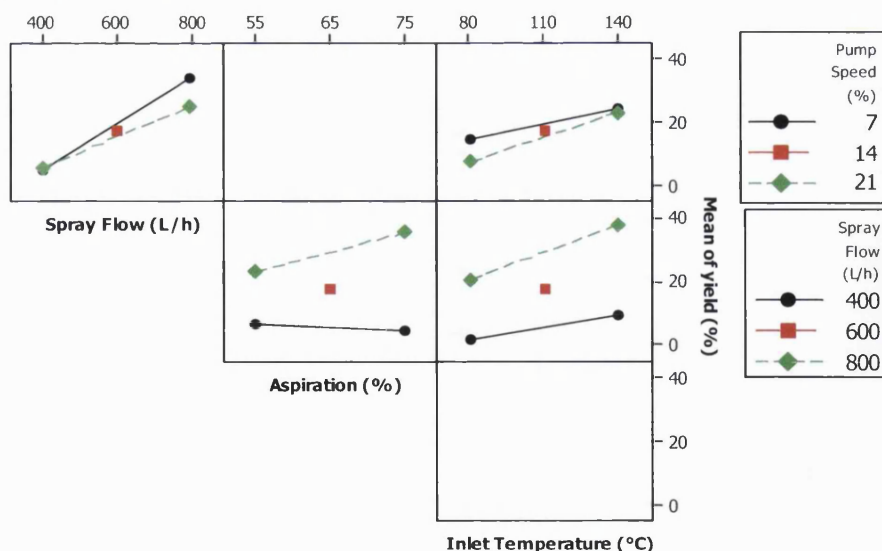 400 600 800 55 65 75 80 110 140
40
20
0
Spray Flow (L/h)
40
20
0
Aspiration (%)
40
20
0
Inlet Temperature (°C)
Mean of yield (%)
Pump
Speed
(%)
7
14
21
Spray
Flow
(L/h)
400
600
800